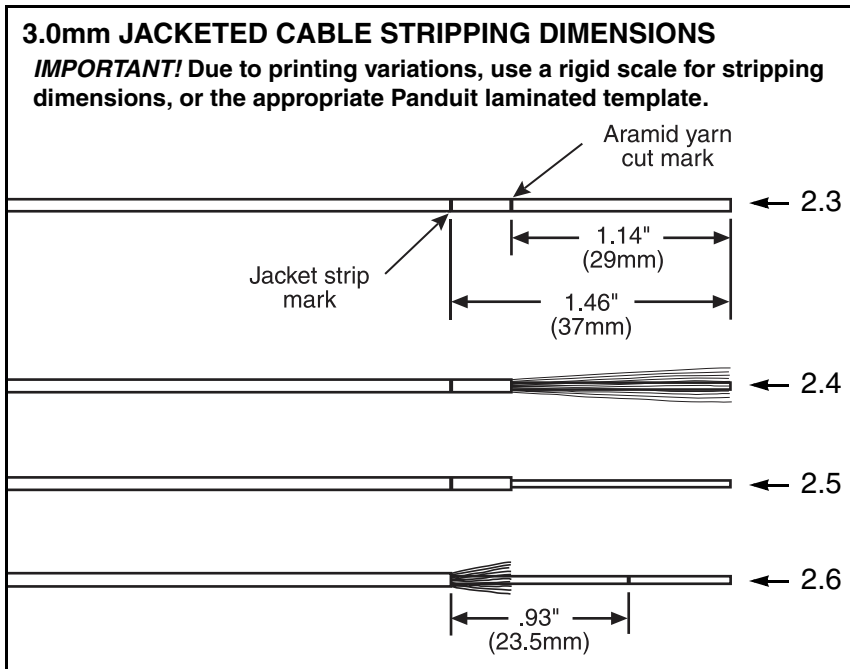 3.0mm JACKETED CABLE STRIPPING DIMENSIONS
IMPORTANT! Due to printing variations, use a rigid scale for stripping
dimensions, or the appropriate Panduit laminated template.
Aramid yarn
cut mark
2.3
1.14"
(29mm)
Jacket strip
mark
1.46"
(37mm)
2.4
2.5
2.6
.93"
(23.5mm)